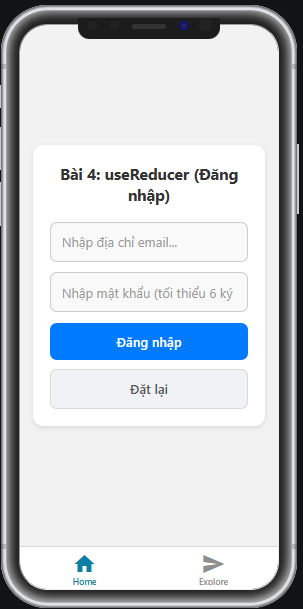 Bài 4: useReducer (Đăng
nhập)
Nhập địa chỉ email...
Nhập mật khẩu (tối thiểu 6 ký
Đăng nhập
Đặt lại
Home
Explore